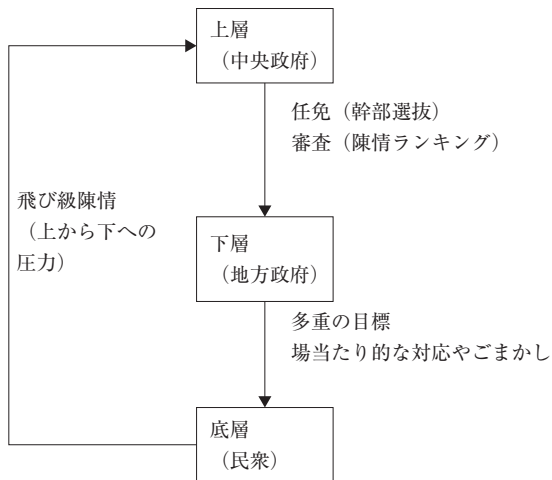 上層
（中央政府）
任免（幹部選抜）
審査（陳情ランキング）
飛び級陳情
（上から下への
圧力）
下層
（地方政府）
多重の目標
場当たり的な対応やごまかし
底層
（民衆）